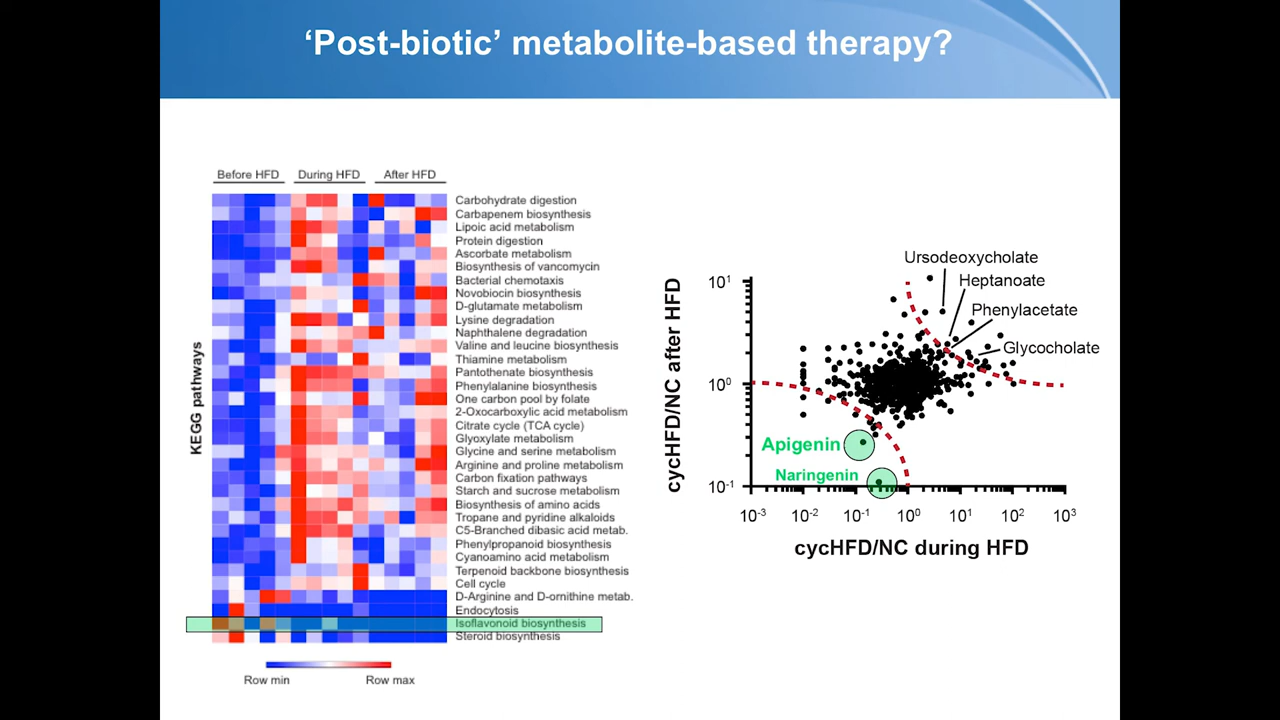 ‘Post-biotic’ metabolite-based therapy?
Before HFD During HFD After HFD
KEGG pathways
Carbohydrate digestion
Carbapenem biosynthesis
Lipoic acid metabolism
Protein digestion
Ascorbate metabolism
Biosynthesis of vancomycin
Bacterial chemotaxis
Novobiocin biosynthesis
D-glutamate metabolism
Lysine degradation
Naphthalene degradation
Valine and leucine biosynthesis
Thiamine metabolism
Pantothenate biosynthesis
Phenylalanine biosynthesis
One carbon pool by folate
2-Oxocarboxylic acid metabolism
Citrate cycle (TCA cycle)
Glyoxylate metabolism
Glycine and serine metabolism
Arginine and proline metabolism
Carbon fixation pathways
Starch and sucrose metabolism
Biosynthesis of amino acids
Tropane and pyridine alkaloids
C5-Branched dibasic acid metab.
Phenylpropanoid biosynthesis
Cyanoamino acid metabolism
Terpenoid backbone biosynthesis
Cell cycle
D-Arginine and D-ornithine metab.
Endocytosis
Isoflavonoid biosynthesis
Steroid biosynthesis
Row min Row max
cycHFD/NC after HFD
10¹
10⁰
10⁻¹
Ursodeoxycholate
Heptanoate
Phenylacetate
Glycocholate
Apigenin
Naringenin
10⁻³ 10⁻² 10⁻¹ 10⁰ 10¹ 10² 10³
cycHFD/NC during HFD